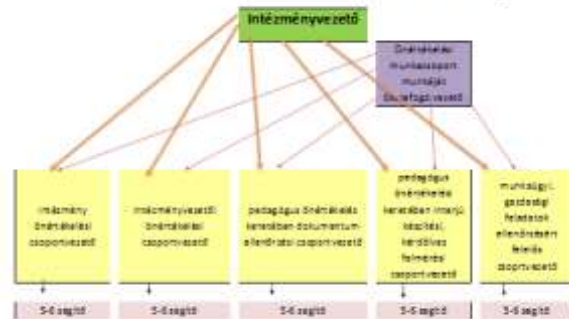 Intézményvezető
Önértékelési
munkacsoport
munkáját
összefogó vezető
intézmény
önértékelési
csoportvezető
intézményvezetői
önértékelési
csoportvezető
pedagógus önértékelés
keretében dokumentum-
ellenőrzési csoportvezető
pedagógus
önértékelés
keretében interjú
készítési,
kérdőíves
felmérési
csoportvezető
munkaügyi,
gazdasági
feladatok
ellenőrzésért
felelős
csoportvezető
5-6 segítő
5-6 segítő
5-6 segítő
5-6 segítő
5-6 segítő